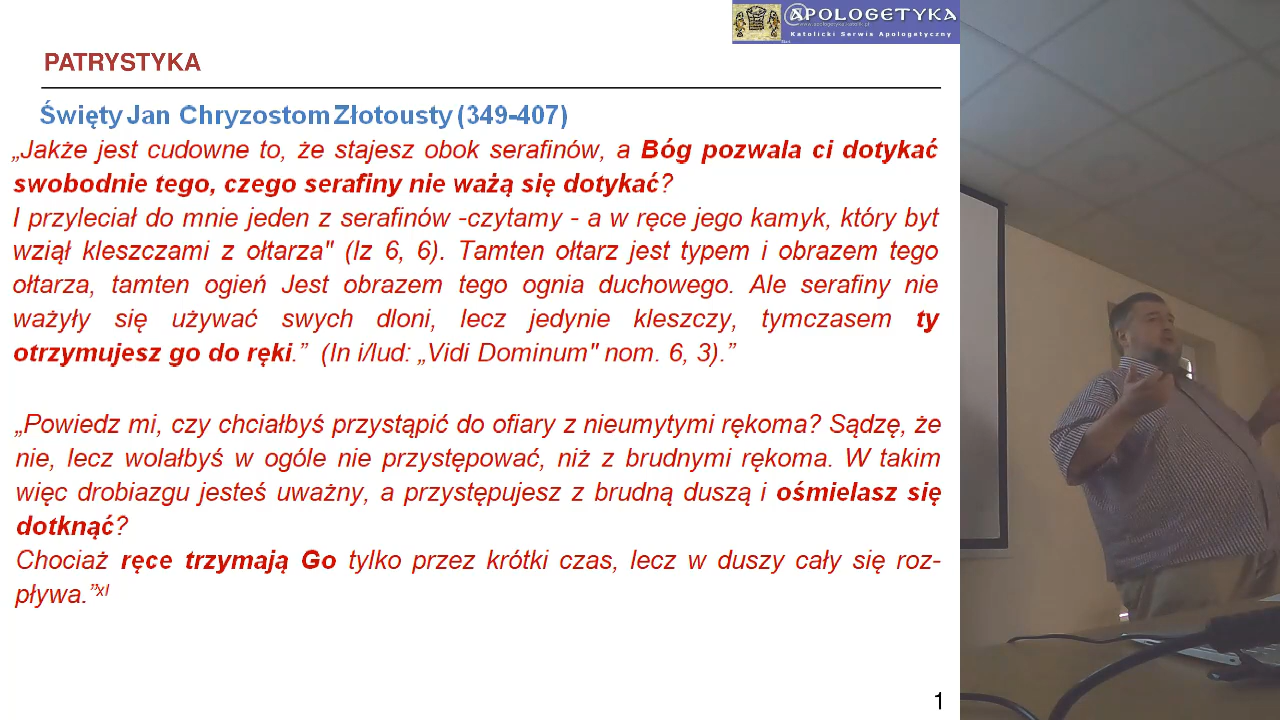 @POLOGETYKA
www.apologetyka.katolik.pl
Katolicki Serwis Apologetyczny
PATRYSTYKA
Święty Jan Chryzostom Złotousty (349-407)
„Jakże jest cudowne to, że stajesz obok serafinów, a Bóg pozwala ci dotykać
swobodnie tego, czego serafiny nie ważą się dotykać?
I przyleciał do mnie jeden z serafinów -czytamy - a w ręce jego kamyk, który byt
wziął kleszczami z ołtarza" (Iz 6, 6). Tamten ołtarz jest typem i obrazem tego
ołtarza, tamten ogień Jest obrazem tego ognia duchowego. Ale serafiny nie
ważyły się używać swych dloni, lecz jedynie kleszczy, tymczasem ty
otrzymujesz go do ręki.” (In i/lud: „Vidi Dominum" nom. 6, 3).”
„Powiedz mi, czy chciałbyś przystąpić do ofiary z nieumytymi rękoma? Sądzę, że
nie, lecz wolałbyś w ogóle nie przystępować, niż z brudnymi rękoma. W takim
więc drobiazgu jesteś uważny, a przystępujesz z brudną duszą i ośmielasz się
dotknąć?
Chociaż ręce trzymają Go tylko przez krótki czas, lecz w duszy cały się roz-
pływa.”xl
1